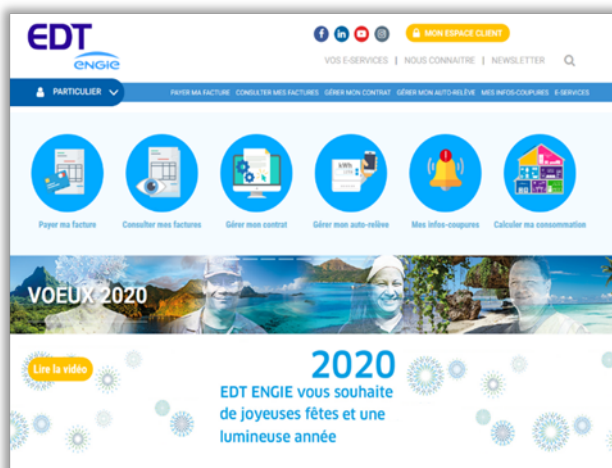 EDT
ENGIE
MON ESPACE CLIENT
VOS E-SERVICES | NOUS CONNAITRE | NEWSLETTER
PARTICULIER
PAYER MA FACTURE CONSULTER MES FACTURES GÉRER MON CONTRAT GÉRER MON AUTO-RELÈVE MES INFOS-COUPURES E-SERVICES
Payer ma facture Consulter mes factures Gérer mon contrat Gérer mon auto-relève Mes infos-coupures Calculer ma consommation
VOEUX 2020
Lire la vidéo
2020
EDT ENGIE vous souhaite
de joyeuses fêtes et une
lumineuse année